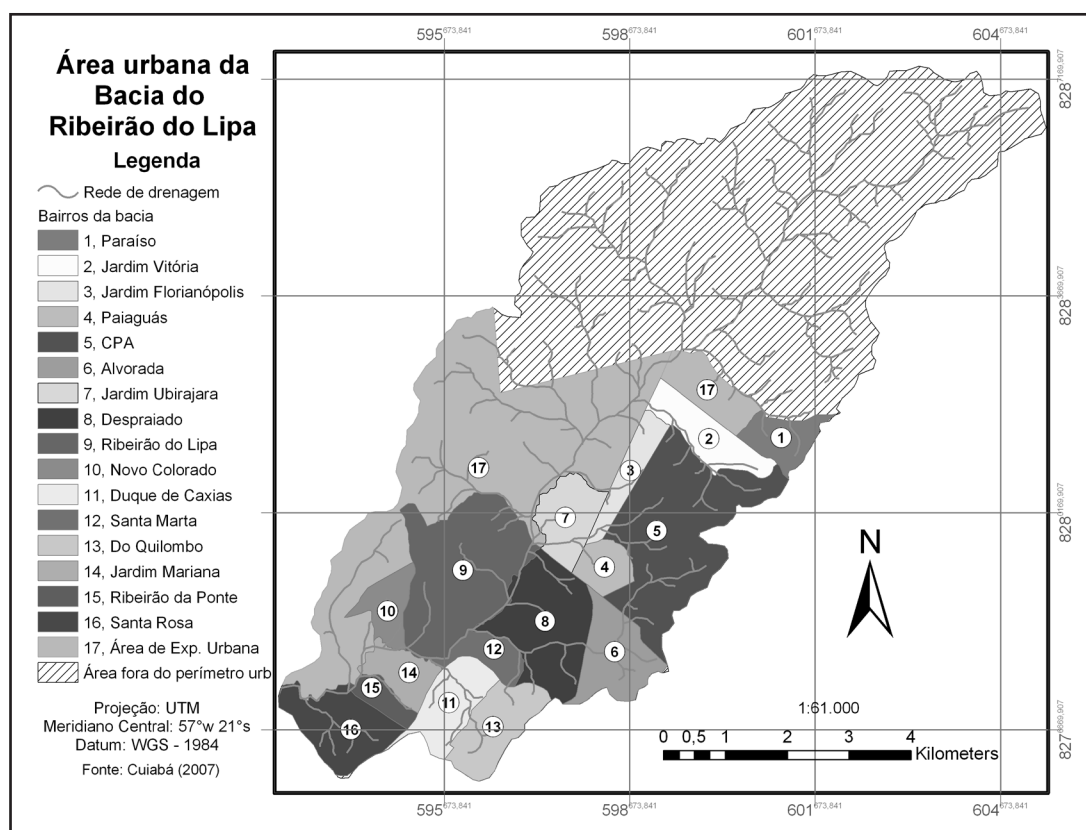 Área urbana da
Bacia do
Ribeirão do Lipa
Legenda
Rede de drenagem
Bairros da bacia
1, Paraíso
2, Jardim Vitória
3, Jardim Florianópolis
4, Paiaguás
5, CPA
6, Alvorada
7, Jardim Ubirajara
8, Despraiado
9, Ribeirão do Lipa
10, Novo Colorado
11, Duque de Caxias
12, Santa Marta
13, Do Quilombo
14, Jardim Mariana
15, Ribeirão da Ponte
16, Santa Rosa
17, Área de Exp. Urbana
Área fora do perímetro urb
Projeção: UTM
Meridiano Central: 57°w 21°s
Datum: WGS - 1984
Fonte: Cuiabá (2007)
595673,841 598673,841 601673,841 604673,841
8287169,907
8283669,907
8280169,907
8276669,907
17
1
2
3
17
7
5
4
9
10
8
6
12
14
15
11
13
16
N
1:61.000
0 0,5 1 2 3 4
Kilometers
595673,841 598673,841 601673,841 604673,841